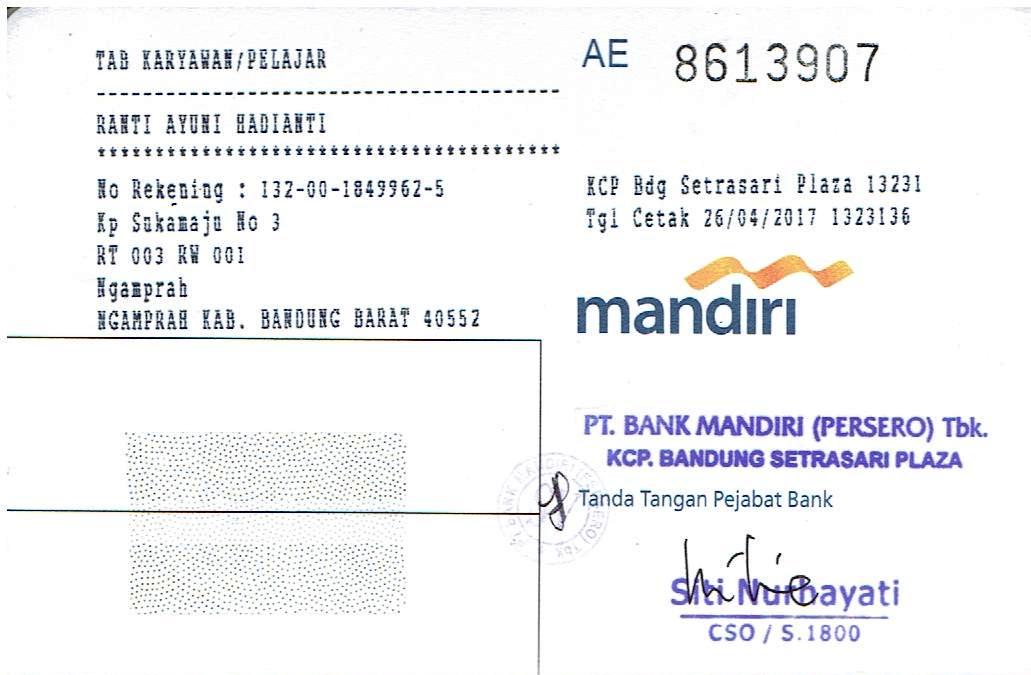 TAB KARYAWAN/PELAJAR
RANTI AYUNI HADIANTI
No Rekening : 132-00-1849962-5
Kp Sukamaju No 3
RT 003 RW 001
Ngamprah
NGAMPRAH KAB. BANDUNG BARAT 40552
AE 8613907
KCP Bdg Setrasari Plaza 13231
Tgl Cetak 26/04/2017 1323136
mandiri
PT. BANK MANDIRI (PERSERO) Tbk.
KCP. BANDUNG SETRASARI PLAZA
Tanda Tangan Pejabat Bank
Siti Nurhayati
CSO / S.1800